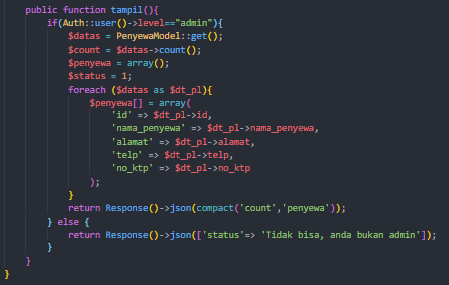 public function tampil(){
if(Auth::user()->level=="admin"){
$datas = PenyewaModel::get();
$count = $datas->count();
$penyewa = array();
$status = 1;
foreach ($datas as $dt_pl){
$penyewa[] = array(
'id' => $dt_pl->id,
'nama_penyewa' => $dt_pl->nama_penyewa,
'alamat' => $dt_pl->alamat,
'telp' => $dt_pl->telp,
'no_ktp' => $dt_pl->no_ktp
);
}
return Response()->json(compact('count','penyewa'));
} else {
return Response()->json(['status'=> 'Tidak bisa, anda bukan admin']);
}
}
}